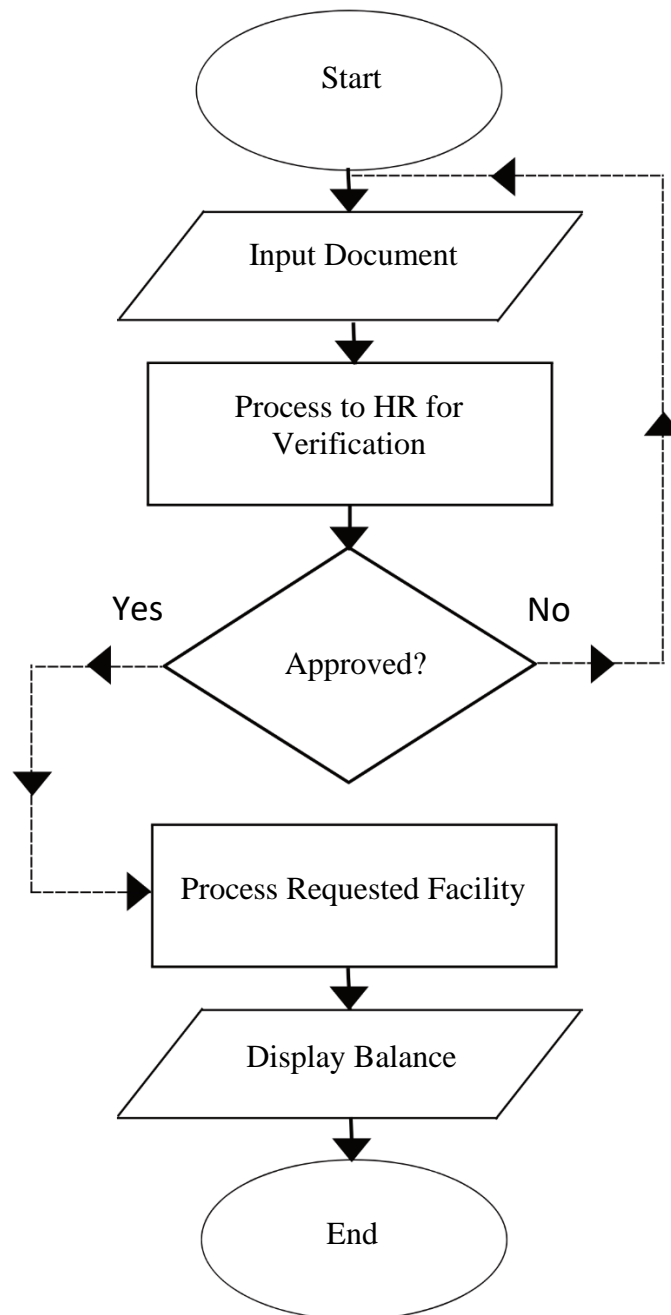 Start
Input Document
Process to HR for
Verification
Yes
No
Approved?
Process Requested Facility
Display Balance
End